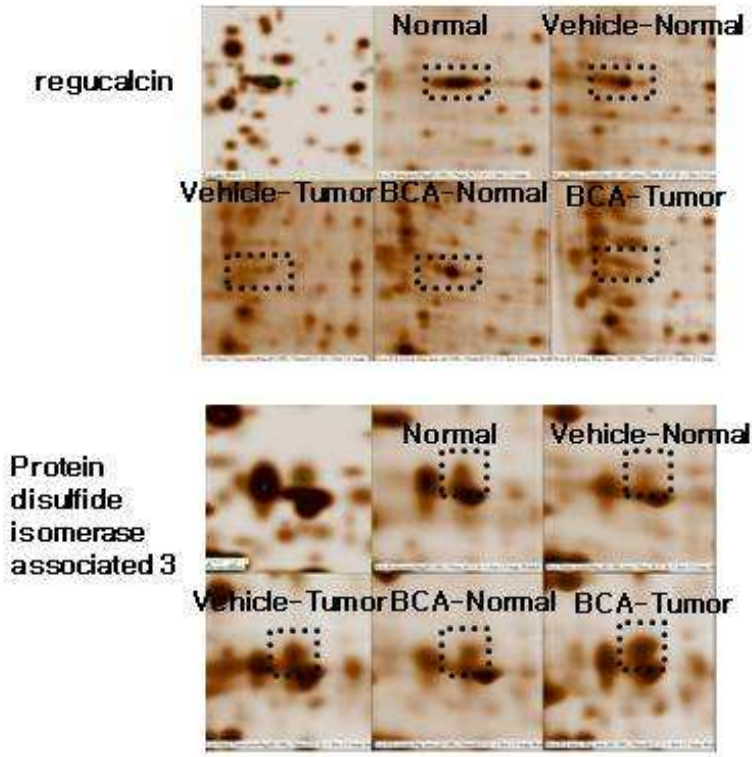 Normal Vehicle-Normal
regucalcin
Vehicle-Tumor BCA-Normal BCA-Tumor
Normal Vehicle-Normal
Protein
disulfide
isomerase
associated 3
Vehicle-Tumor BCA-Normal BCA-Tumor